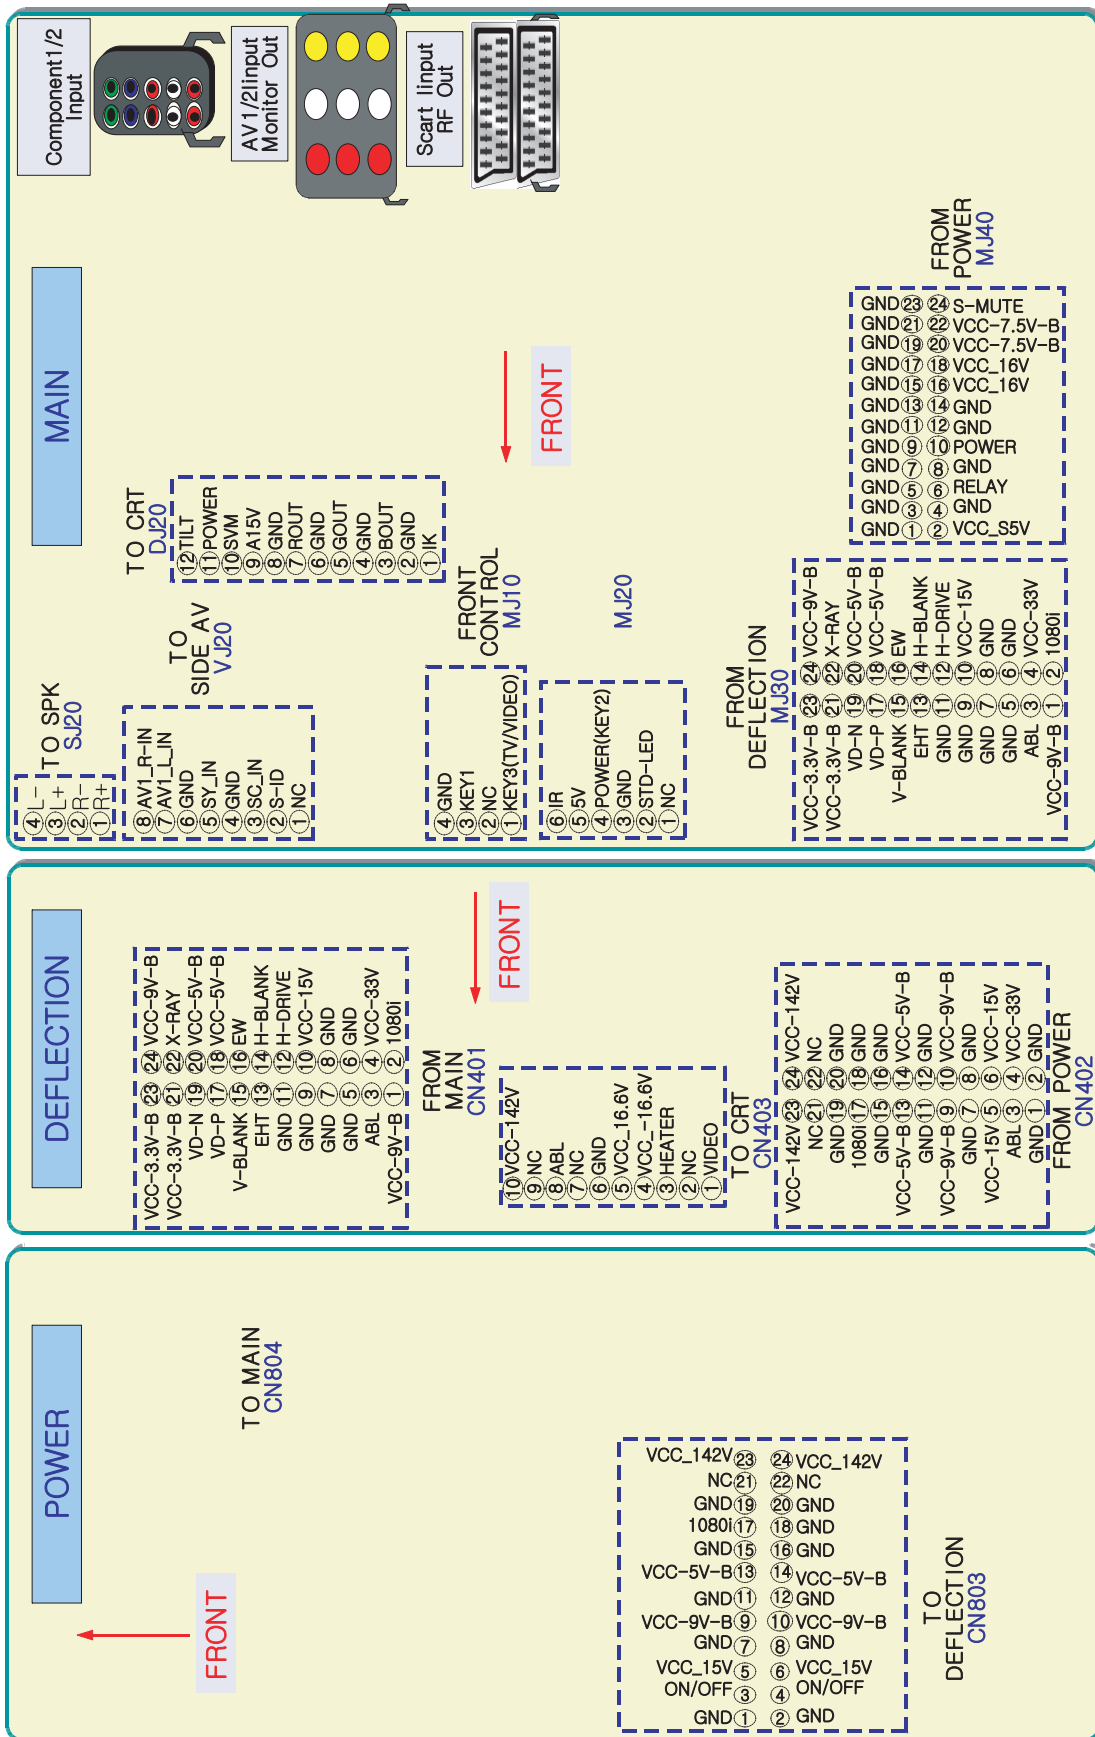 Component1/2
Input
AV1/2Iinput
Monitor Out
Scart Iinput
RF Out
MAIN
FROM
POWER
MJ40
GND 23 24 S-MUTE
GND 21 22 VCC-7.5V-B
GND 19 20 VCC-7.5V-B
GND 17 18 VCC_16V
GND 15 16 VCC_16V
GND 13 14 GND
GND 11 12 GND
GND 9 10 POWER
GND 7 8 GND
GND 5 6 RELAY
GND 3 4 GND
GND 1 2 VCC_S5V
FRONT
TO CRT
DJ20
12 TILT
11 POWER
10 SVM
9 A15V
8 GND
7 ROUT
6 GND
5 GOUT
4 GND
3 BOUT
2 GND
1 IK
TO SPK
SJ20
4 L-
3 L+
2 R-
1 R+
TO
SIDE AV
VJ20
8 AV1_R-IN
7 AV1_L_IN
6 GND
5 SY_IN
4 GND
3 SC_IN
2 S-ID
1 NC
FRONT
CONTROL
MJ10
4 GND
3 KEY1
2 NC
1 KEY3(TV/VIDEO)
MJ20
6 IR
5 5V
4 POWER(KEY2)
3 GND
2 STD-LED
1 NC
FROM
DEFLECTION
MJ30
VCC-3.3V-B 23 24 VCC-9V-B
VCC-3.3V-B 21 22 X-RAY
VD-N 19 20 VCC-5V-B
VD-P 17 18 VCC-5V-B
V-BLANK 15 16 EW
EHT 13 14 H-BLANK
GND 11 12 H-DRIVE
GND 9 10 VCC-15V
GND 7 8 GND
GND 5 6 GND
ABL 3 4 VCC-33V
VCC-9V-B 1 2 1080i
DEFLECTION
VCC-3.3V-B 23 24 VCC-9V-B
VCC-3.3V-B 21 22 X-RAY
VD-N 19 20 VCC-5V-B
VD-P 17 18 VCC-5V-B
V-BLANK 15 16 EW
EHT 13 14 H-BLANK
GND 11 12 H-DRIVE
GND 9 10 VCC-15V
GND 7 8 GND
GND 5 6 GND
ABL 3 4 VCC-33V
VCC-9V-B 1 2 1080i
FROM
MAIN
CN401
FRONT
10 VCC-142V
9 NC
8 ABL
7 NC
6 GND
5 VCC_16.6V
4 VCC_-16.6V
3 HEATER
2 NC
1 VIDEO
TO CRT
CN403
VCC-142V 23 24 VCC-142V
NC 21 22 NC
GND 19 20 GND
1080I 17 18 GND
GND 15 16 GND
VCC-5V-B 13 14 VCC-5V-B
GND 11 12 GND
VCC-9V-B 9 10 VCC-9V-B
GND 7 8 GND
VCC-15V 5 6 VCC-15V
ABL 3 4 VCC-33V
GND 1 2 GND
FROM POWER
CN402
POWER
FRONT
TO MAIN
CN804
VCC_142V 23 24 VCC_142V
NC 21 22 NC
GND 19 20 GND
1080i 17 18 GND
GND 15 16 GND
VCC-5V-B 13 14 VCC-5V-B
GND 11 12 GND
VCC-9V-B 9 10 VCC-9V-B
GND 7 8 GND
VCC_15V 5 6 VCC_15V
ON/OFF 3 4 ON/OFF
GND 1 2 GND
TO
DEFLECTION
CN803